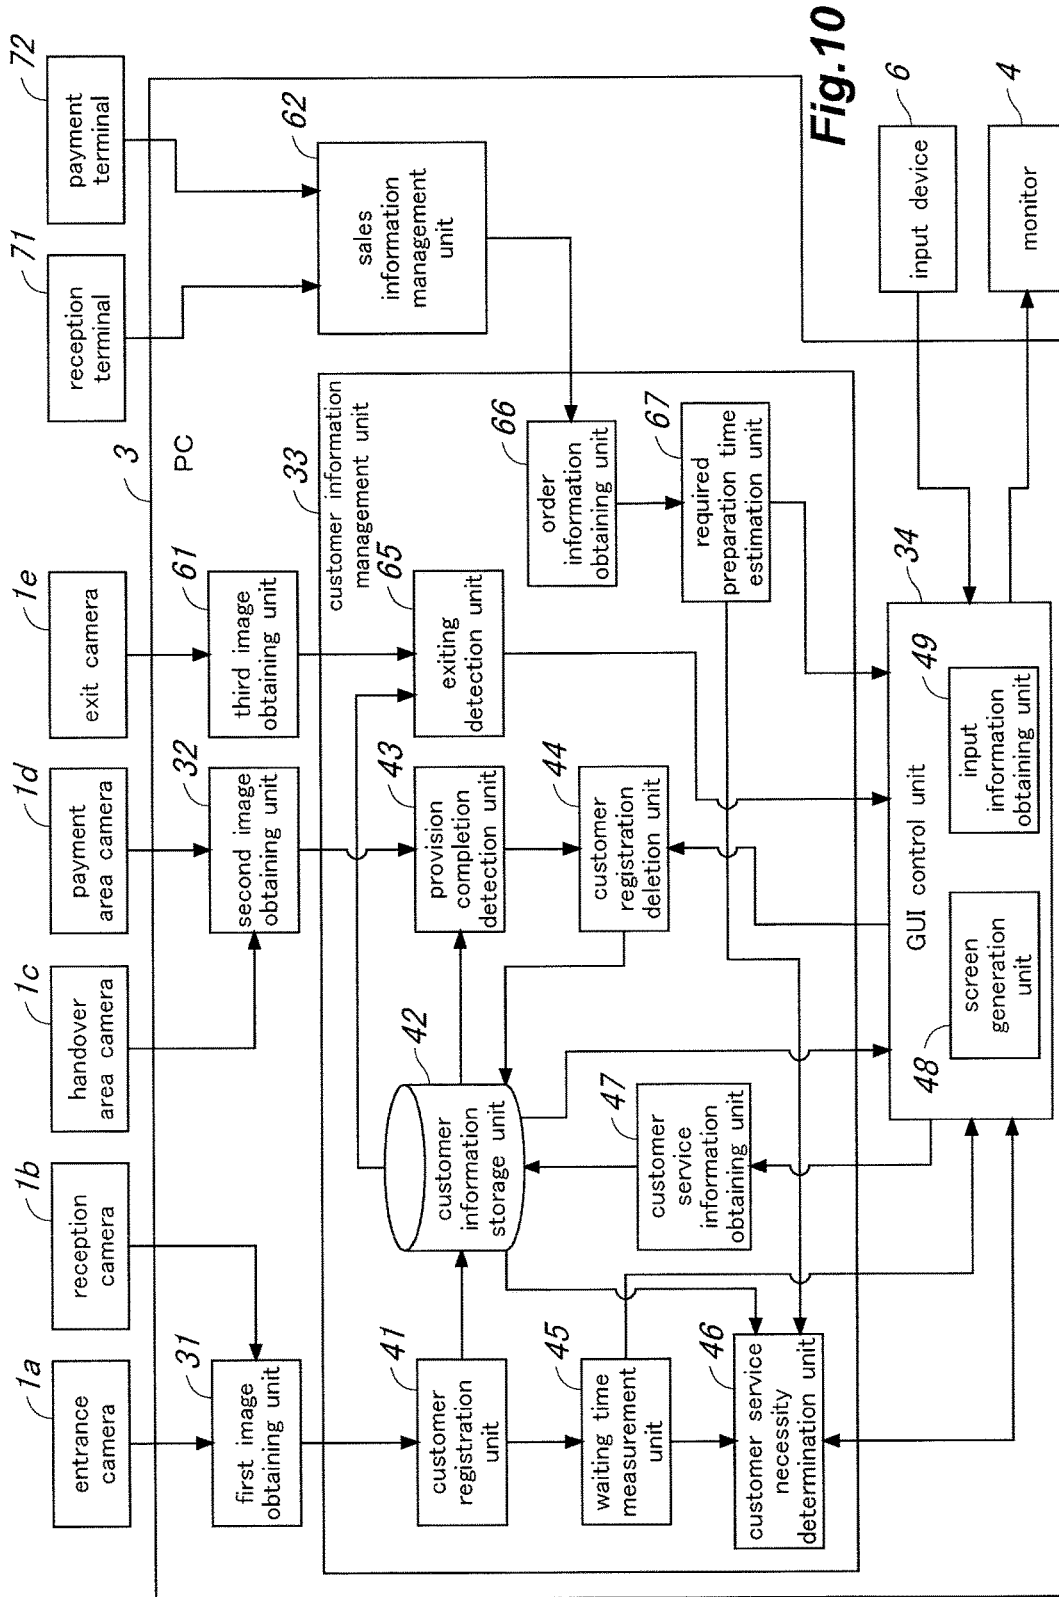 Fig.10
1a
entrance
camera
1b
reception
camera
1c
handover
area camera
1d
payment
area camera
1e
exit camera
71
reception
terminal
72
payment
terminal
3
PC
31
first image
obtaining unit
32
second image
obtaining unit
61
third image
obtaining unit
62
sales
information
management
unit
33
customer information
management unit
41
customer
registration
unit
42
customer
information
storage unit
43
provision
completion
detection unit
65
exiting
detection unit
66
order
information
obtaining unit
45
waiting time
measurement
unit
44
customer
registration
deletion unit
67
required
preparation time
estimation unit
46
customer service
necessity
determination unit
47
customer
service
information
obtaining unit
34
GUI control unit
48
screen
generation
unit
49
input
information
obtaining unit
6
input device
4
monitor